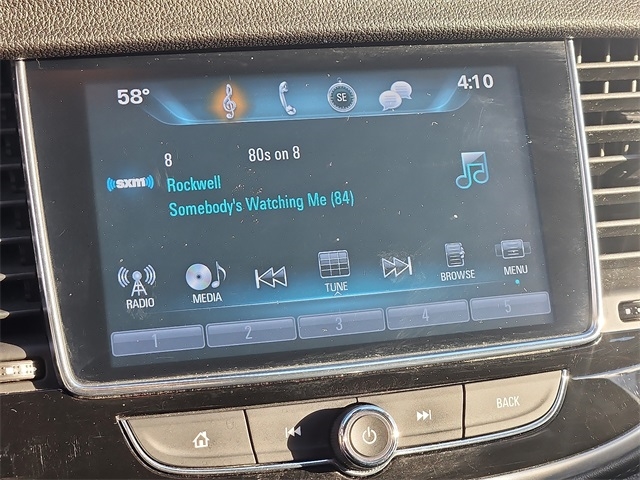 58° SE 4:10
8 80s on 8
sxm Rockwell
Somebody's Watching Me (84)
RADIO MEDIA TUNE BROWSE MENU
1 2 3 4 5
BACK